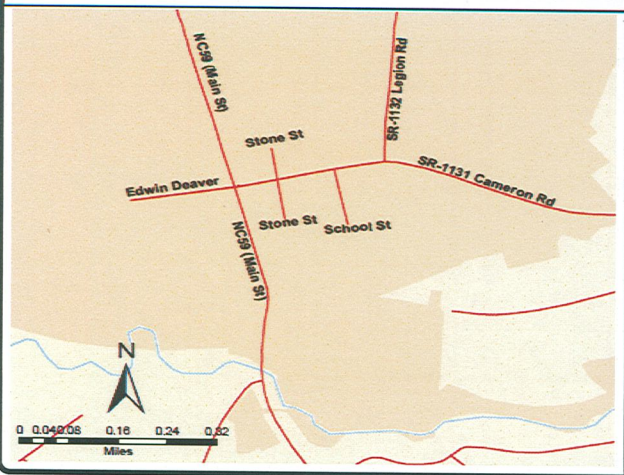 NC59 (Main St)
SR-1132 Legion Rd
Stone St
SR-1131 Cameron Rd
Edwin Deaver
Stone St
School St
NC59 (Main St)
N
0 0.040.08 0.16 0.24 0.32
Miles